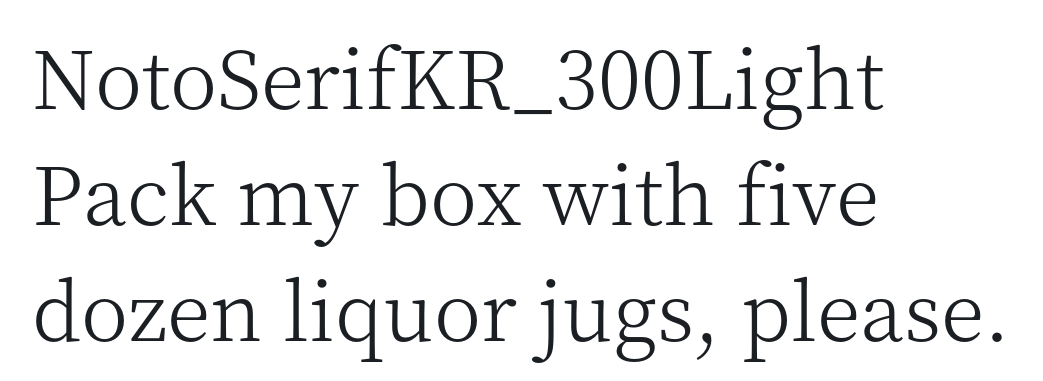 NotoSerifKR_300Light
Pack my box with five
dozen liquor jugs, please.